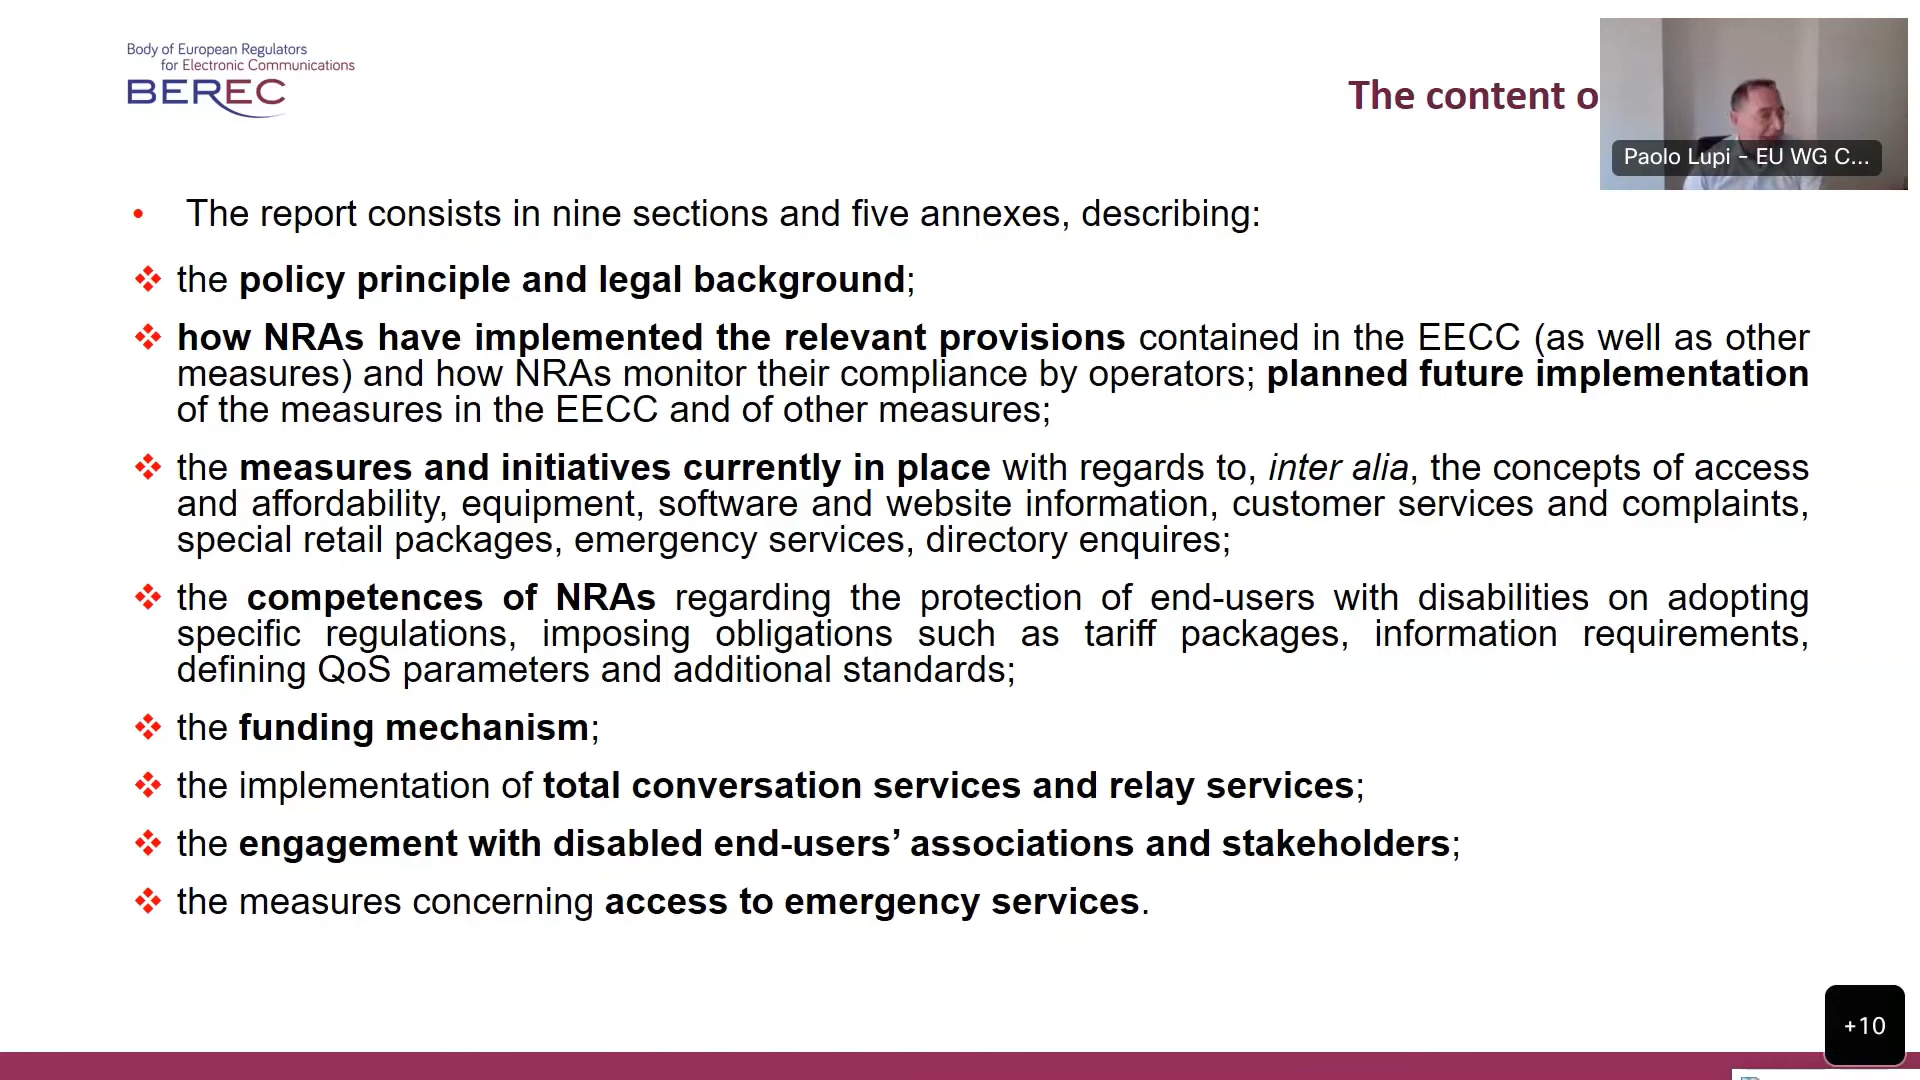 Body of European Regulators
for Electronic Communications
BEREC
The content o
Paolo Lupi - EU WG C...
• The report consists in nine sections and five annexes, describing:
❖ the policy principle and legal background;
❖ how NRAs have implemented the relevant provisions contained in the EECC (as well as other
measures) and how NRAs monitor their compliance by operators; planned future implementation
of the measures in the EECC and of other measures;
❖ the measures and initiatives currently in place with regards to, inter alia, the concepts of access
and affordability, equipment, software and website information, customer services and complaints,
special retail packages, emergency services, directory enquires;
❖ the competences of NRAs regarding the protection of end-users with disabilities on adopting
specific regulations, imposing obligations such as tariff packages, information requirements,
defining QoS parameters and additional standards;
❖ the funding mechanism;
❖ the implementation of total conversation services and relay services;
❖ the engagement with disabled end-users’ associations and stakeholders;
❖ the measures concerning access to emergency services.
+10